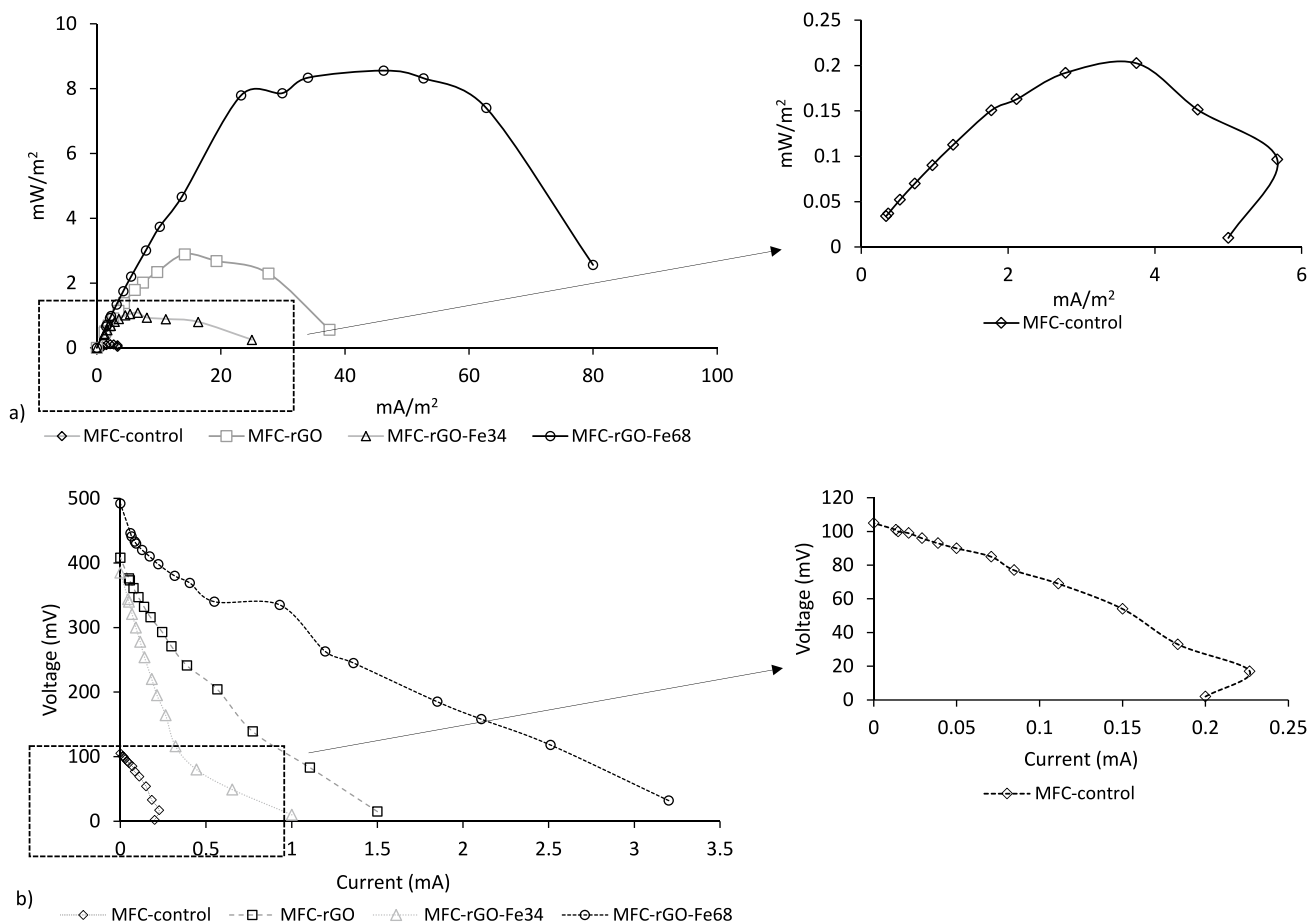 10
8
6
4
2
0
mW/m²
0 20 40 60 80 100
mA/m²
a)
MFC-control MFC-rGO MFC-rGO-Fe34 MFC-rGO-Fe68
0.25
0.2
0.15
0.1
0.05
0
mW/m²
0 2 4 6
mA/m²
MFC-control
500
400
300
200
100
0
Voltage (mV)
0 0.5 1 1.5 2 2.5 3 3.5
Current (mA)
b)
MFC-control MFC-rGO MFC-rGO-Fe34 MFC-rGO-Fe68
120
100
80
60
40
20
0
Voltage (mV)
0 0.05 0.1 0.15 0.2 0.25
Current (mA)
MFC-control